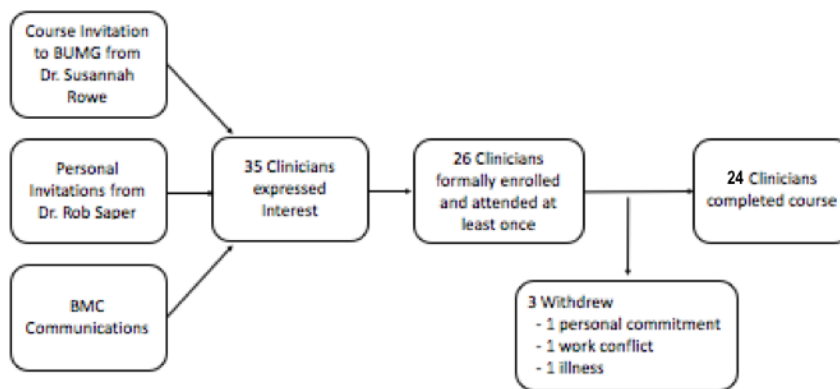 Course Invitation
to BUMG from
Dr. Susannah
Rowe
Personal
Invitations from
Dr. Rob Saper
BMC
Communications
35 Clinicians
expressed
Interest
26 Clinicians
formally enrolled
and attended at
least once
24 Clinicians
completed course
3 Withdrew
- 1 personal commitment
- 1 work conflict
- 1 illness